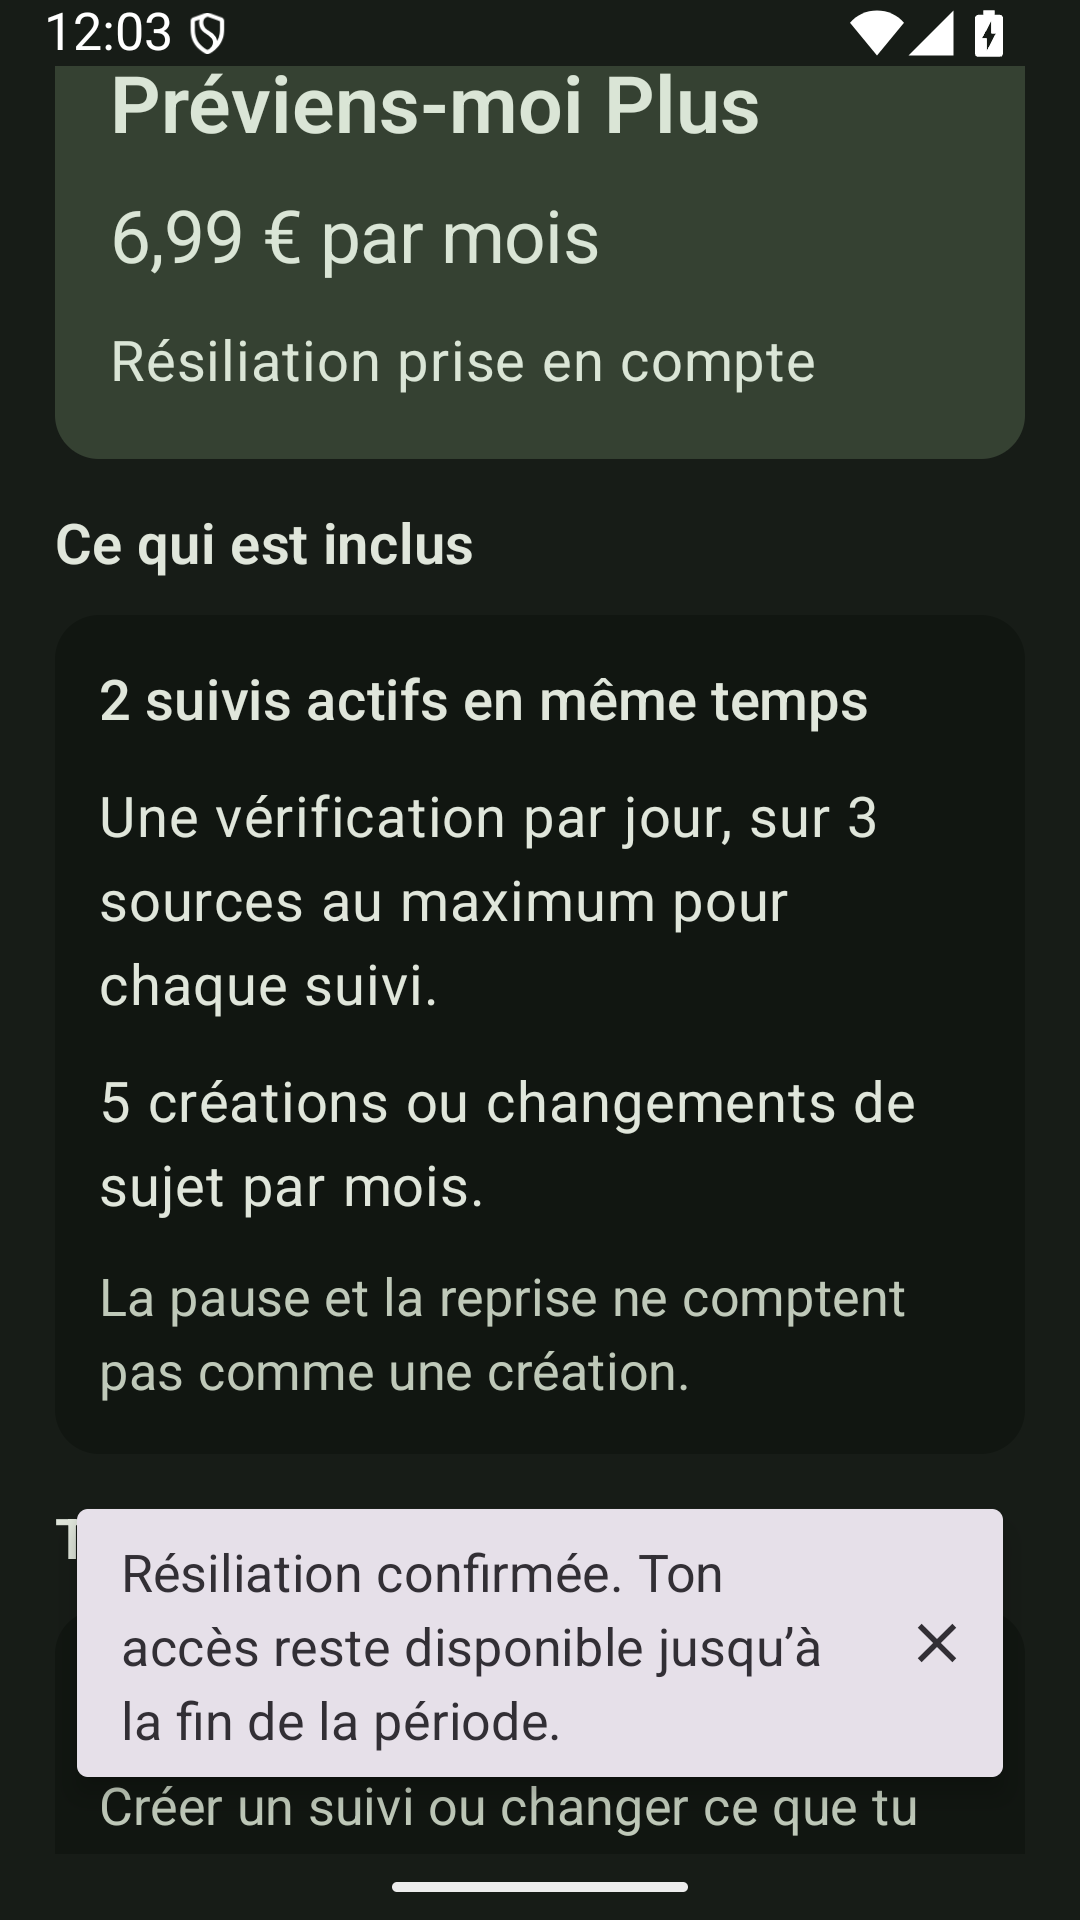 12:03
Préviens-moi Plus
6,99 € par mois
Résiliation prise en compte
Ce qui est inclus
2 suivis actifs en même temps
Une vérification par jour, sur 3
sources au maximum pour
chaque suivi.
5 créations ou changements de
sujet par mois.
La pause et la reprise ne comptent
pas comme une création.
Résiliation confirmée. Ton
accès reste disponible jusqu’à
la fin de la période.
Créer un suivi ou changer ce que tu